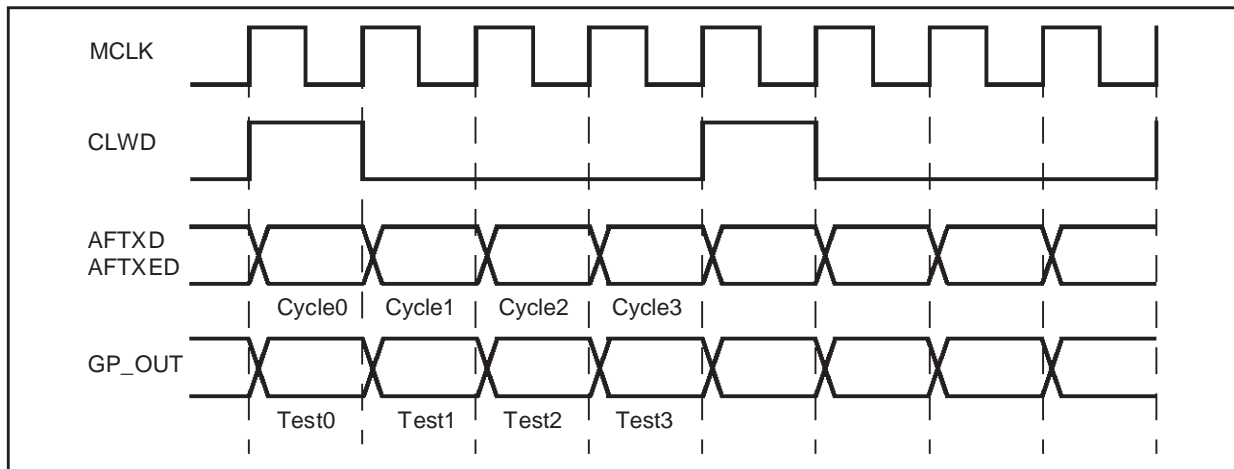 MCLK
CLWD
AFTXD
AFTXED
Cycle0 Cycle1 Cycle2 Cycle3
GP_OUT
Test0 Test1 Test2 Test3